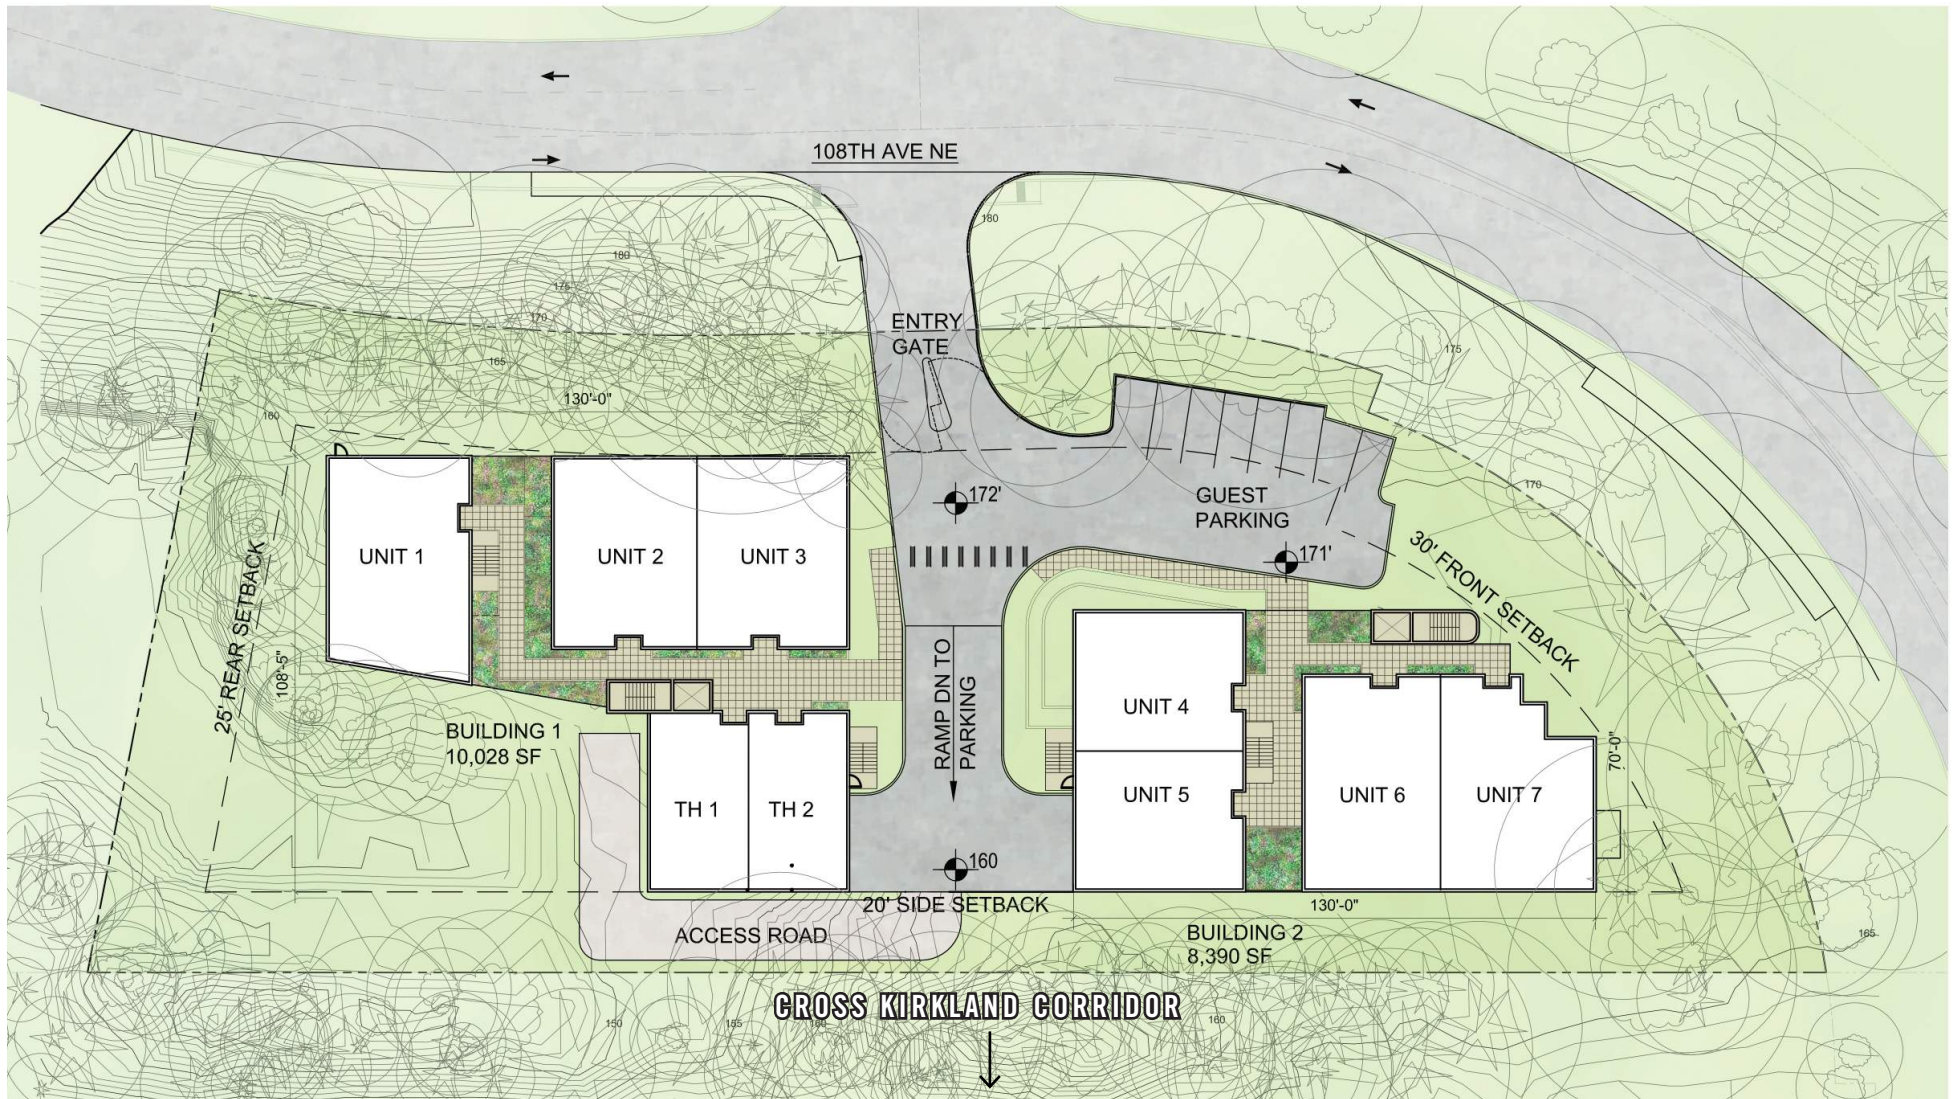 108TH AVE NE
180
180
175
170
165
160
ENTRY
GATE
130'-0"
175
170
172'
GUEST
PARKING
171'
UNIT 1
UNIT 2
UNIT 3
30' FRONT SETBACK
25' REAR SETBACK
108'-5"
RAMP DN TO
PARKING
BUILDING 1
10,028 SF
UNIT 4
UNIT 5
UNIT 6
UNIT 7
70'-0"
TH 1
TH 2
160
20' SIDE SETBACK
130'-0"
ACCESS ROAD
BUILDING 2
8,390 SF
165
CROSS KIRKLAND CORRIDOR
150
155
160
160